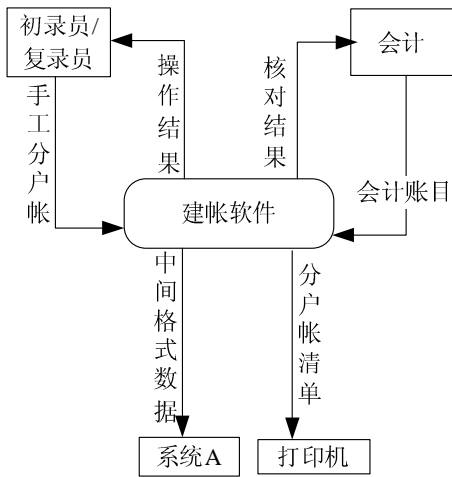 初录员/
复录员
会计
手工分户帐
操作结果
核对结果
会计账目
建帐软件
中间格式数据
分户帐清单
系统A
打印机